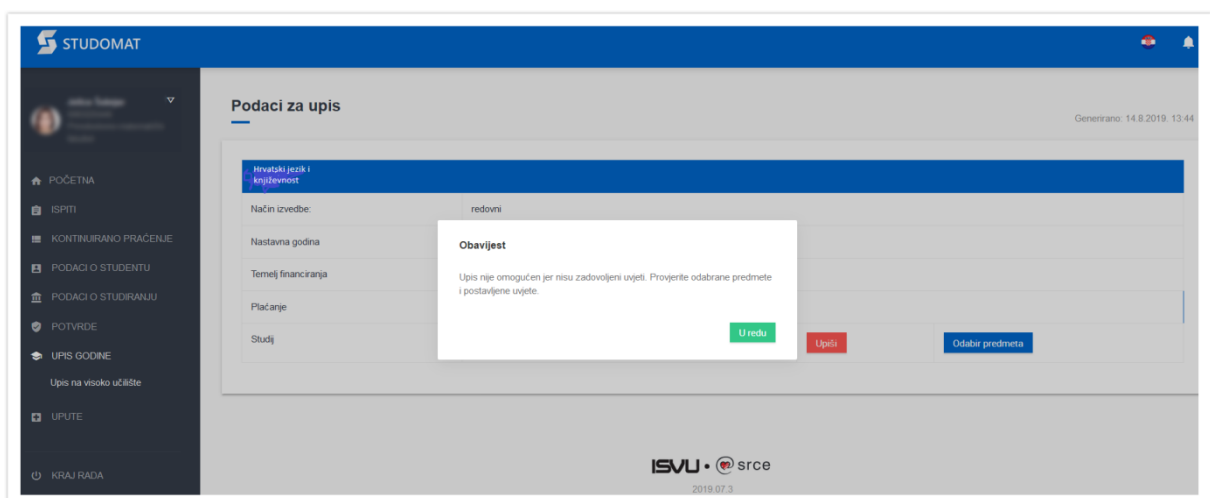 STUDOMAT
POČETNA
ISPITI
KONTINUIRANO PRAĆENJE
PODACI O STUDENTU
PODACI O STUDIRANJU
POTVRDE
UPIS GODINE
Upis na visoko učilište
UPUTE
KRAJ RADA
Podaci za upis
Generirano: 14.8.2019. 13:44
Hrvatski jezik i
književnost
Način izvedbe: redovni
Nastavna godina
Temelj financiranja
Plaćanje
Studij
Upiši
Odabir predmeta
Obavijest
Upis nije omogućen jer nisu zadovoljeni uvjeti. Provjerite odabrane predmete
i postavljene uvjete.
U redu
ISVU • srce
2019.07.3